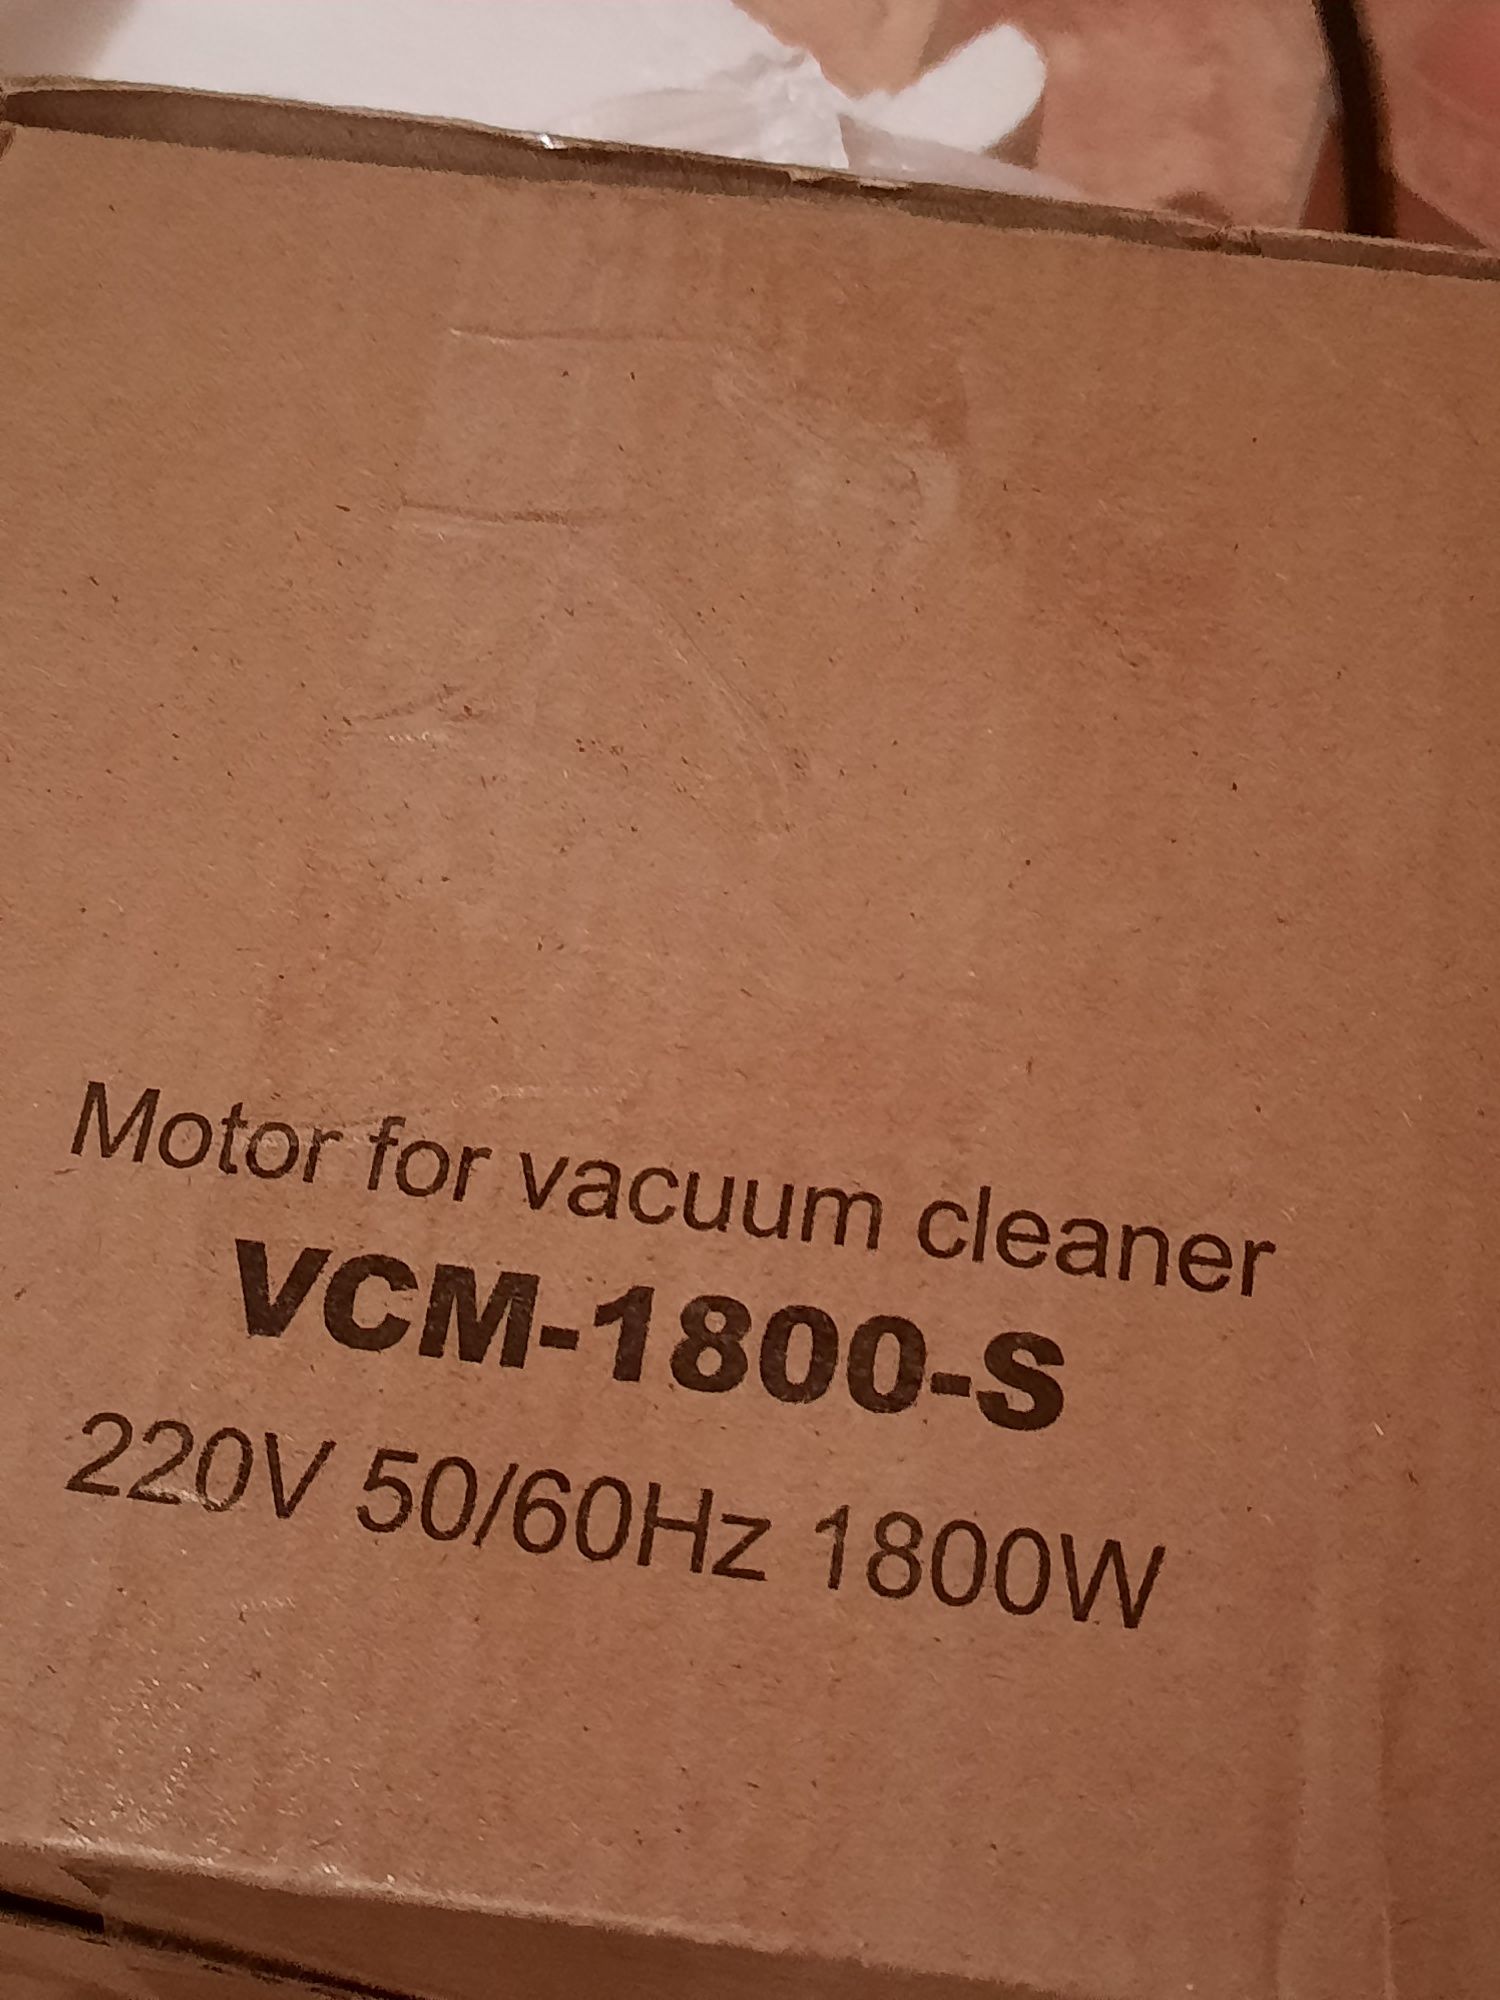 Motor for vacuum cleaner
VCM-1800-S
220V 50/60Hz 1800W